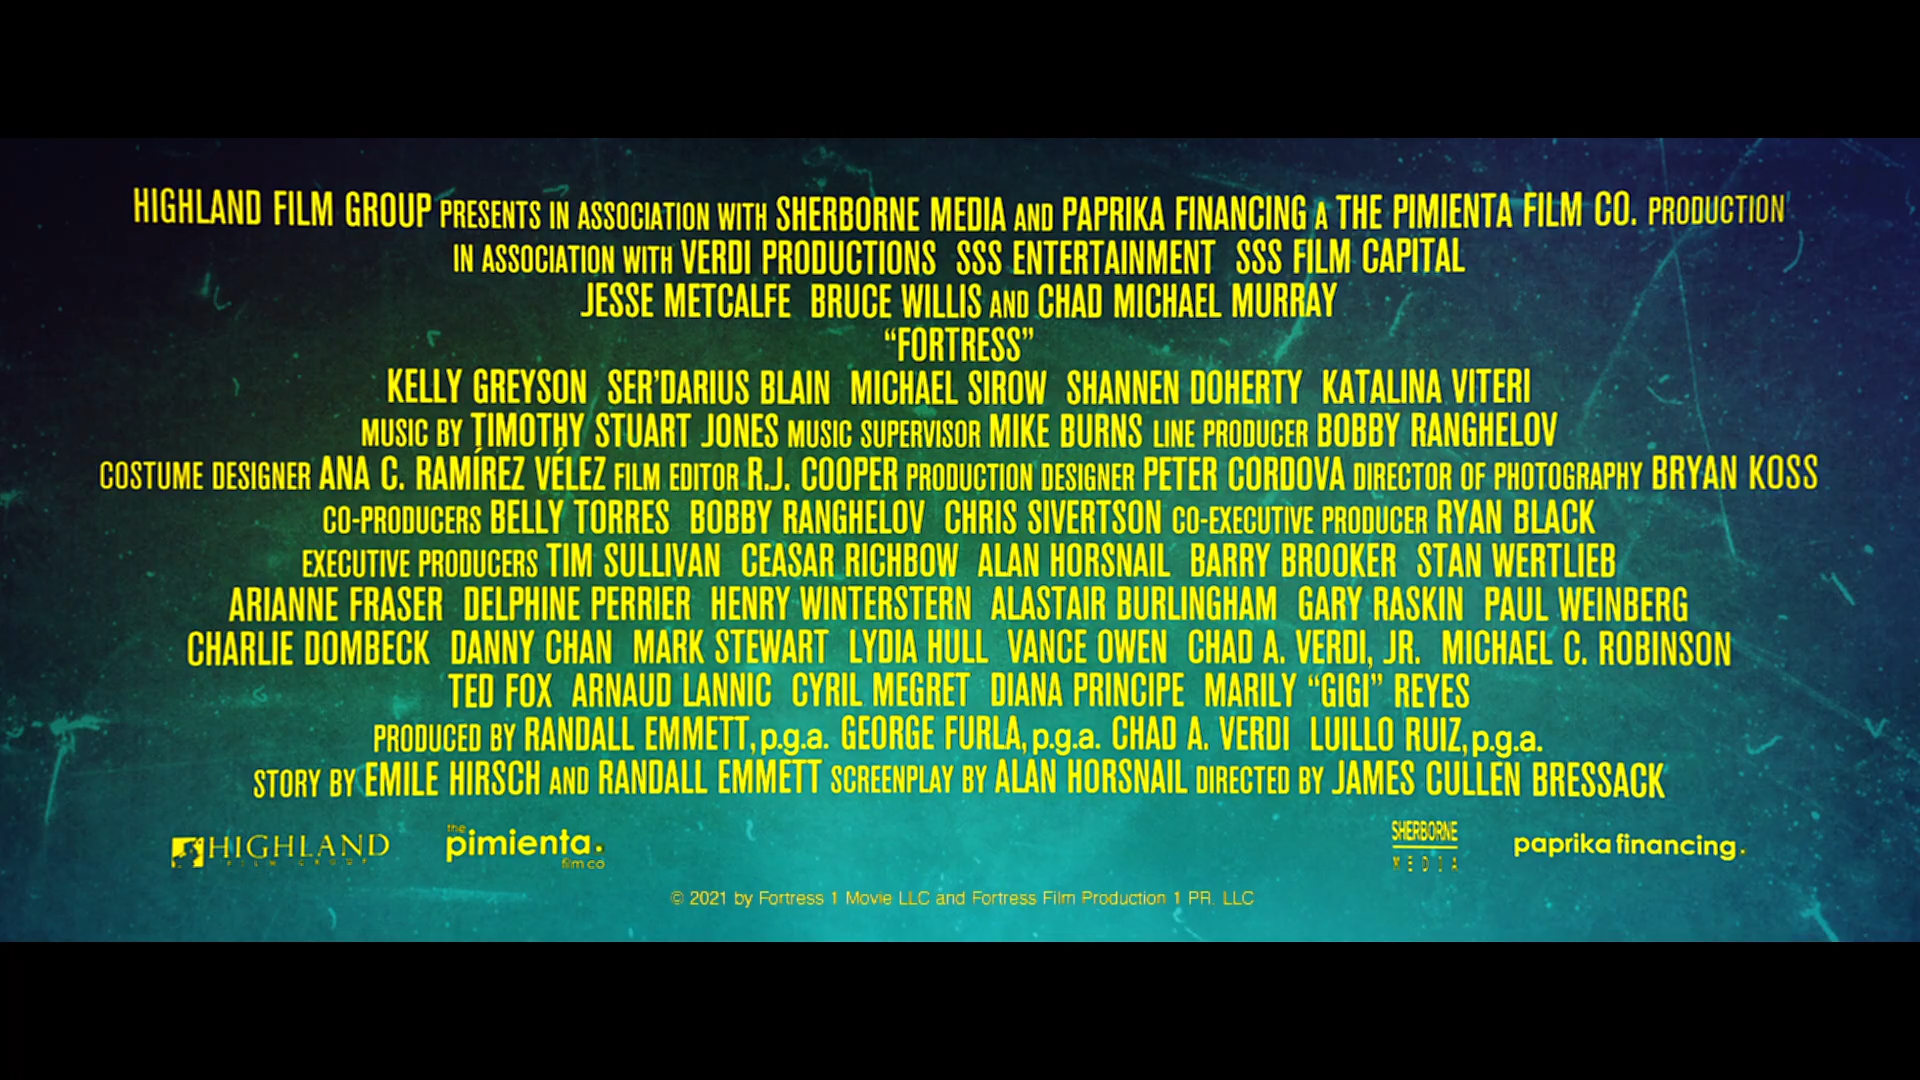 HIGHLAND FILM GROUP PRESENTS IN ASSOCIATION WITH SHERBORNE MEDIA AND PAPRIKA FINANCING A THE PIMIENTA FILM CO. PRODUCTION
IN ASSOCIATION WITH VERDI PRODUCTIONS SSS ENTERTAINMENT SSS FILM CAPITAL
JESSE METCALFE BRUCE WILLIS AND CHAD MICHAEL MURRAY
“FORTRESS”
KELLY GREYSON SER’DARIUS BLAIN MICHAEL SIROW SHANNEN DOHERTY KATALINA VITERI
MUSIC BY TIMOTHY STUART JONES MUSIC SUPERVISOR MIKE BURNS LINE PRODUCER BOBBY RANGHELOV
COSTUME DESIGNER ANA C. RAMÍREZ VÉLEZ FILM EDITOR R.J. COOPER PRODUCTION DESIGNER PETER CORDOVA DIRECTOR OF PHOTOGRAPHY BRYAN KOSS
CO-PRODUCERS BELLY TORRES BOBBY RANGHELOV CHRIS SIVERTSON CO-EXECUTIVE PRODUCER RYAN BLACK
EXECUTIVE PRODUCERS TIM SULLIVAN CEASAR RICHBOW ALAN HORSNAIL BARRY BROOKER STAN WERTLIEB
ARIANNE FRASER DELPHINE PERRIER HENRY WINTERSTERN ALASTAIR BURLINGHAM GARY RASKIN PAUL WEINBERG
CHARLIE DOMBECK DANNY CHAN MARK STEWART LYDIA HULL VANCE OWEN CHAD A. VERDI, JR. MICHAEL C. ROBINSON
TED FOX ARNAUD LANNIC CYRIL MEGRET DIANA PRINCIPE MARILY “GIGI” REYES
PRODUCED BY RANDALL EMMETT, p.g.a. GEORGE FURLA, p.g.a. CHAD A. VERDI LUILLO RUIZ, p.g.a.
STORY BY EMILE HIRSCH AND RANDALL EMMETT SCREENPLAY BY ALAN HORSNAIL DIRECTED BY JAMES CULLEN BRESSACK
HIGHLAND
FILM GROUP
the
pimienta.
film co
SHERBORNE
MEDIA
paprika financing.
© 2021 by Fortress 1 Movie LLC and Fortress Film Production 1 PR. LLC